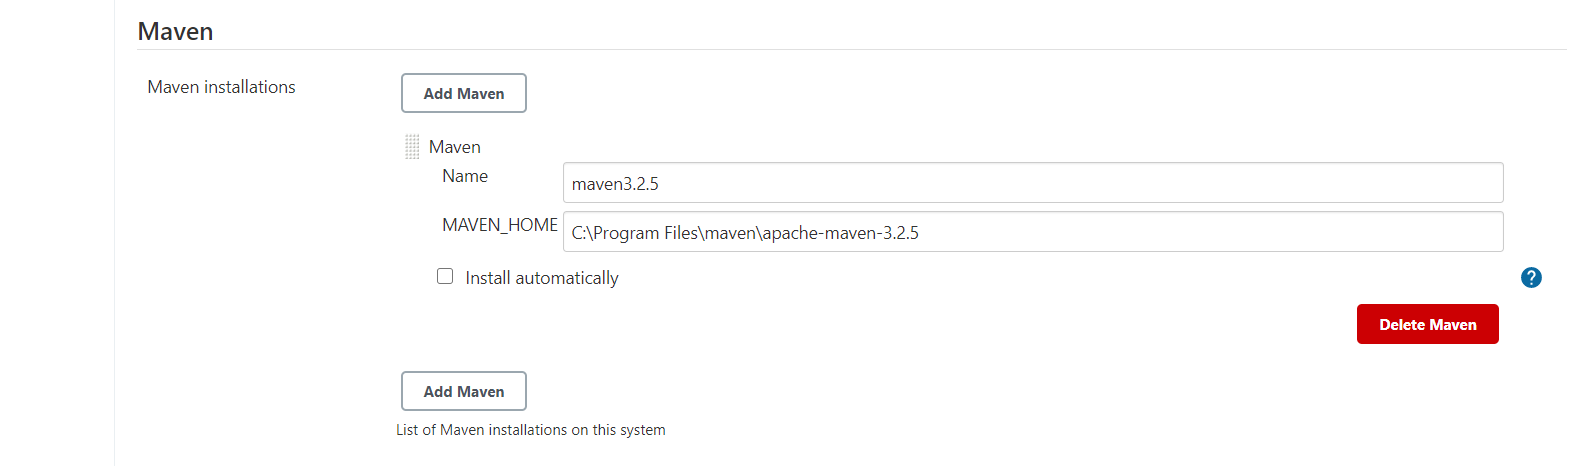 Maven
Maven installations
Add Maven
Maven
Name
maven3.2.5
MAVEN_HOME
C:\Program Files\maven\apache-maven-3.2.5
Install automatically
?
Delete Maven
Add Maven
List of Maven installations on this system